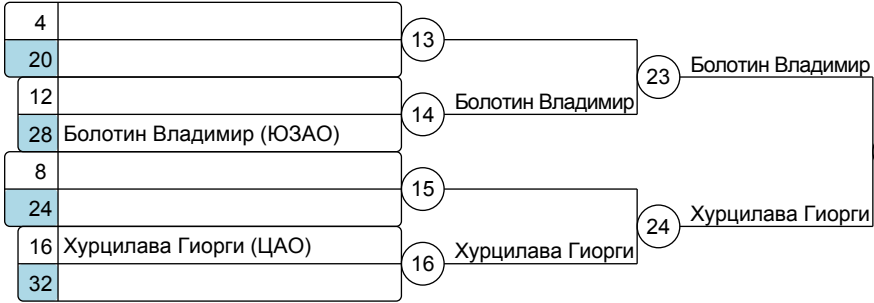 4
13
20
23 Болотин Владимир
12
14 Болотин Владимир
28 Болотин Владимир (ЮЗАО)
8
15
24
24 Хурцилава Гиорги
16 Хурцилава Гиорги (ЦАО)
16 Хурцилава Гиорги
32